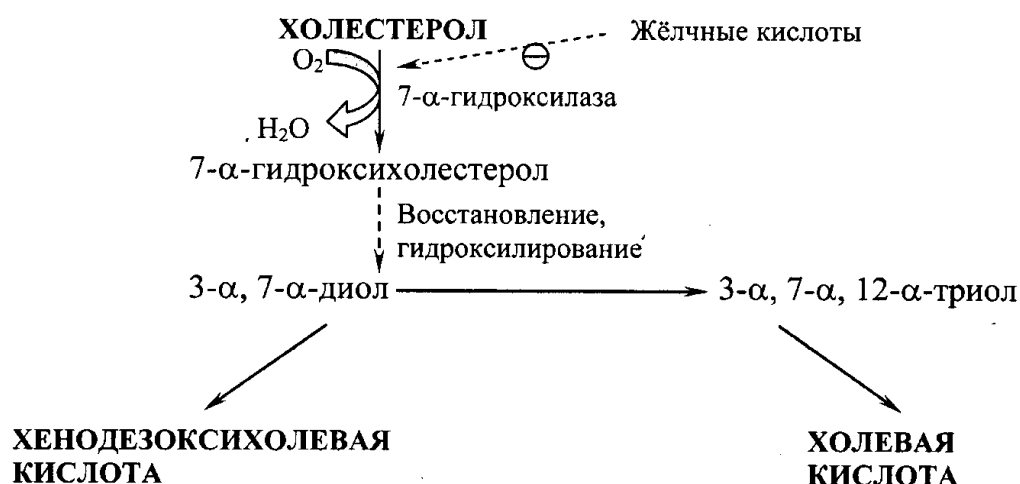 ХОЛЕСТЕРОЛ
Жёлчные кислоты
O₂
⊖
7-α-гидроксилаза
H₂O
7-α-гидроксихолестерол
Восстановление,
гидроксилирование
3-α, 7-α-диол
3-α, 7-α, 12-α-триол
ХЕНОДЕЗОКСИХОЛЕВАЯ
КИСЛОТА
ХОЛЕВАЯ
КИСЛОТА